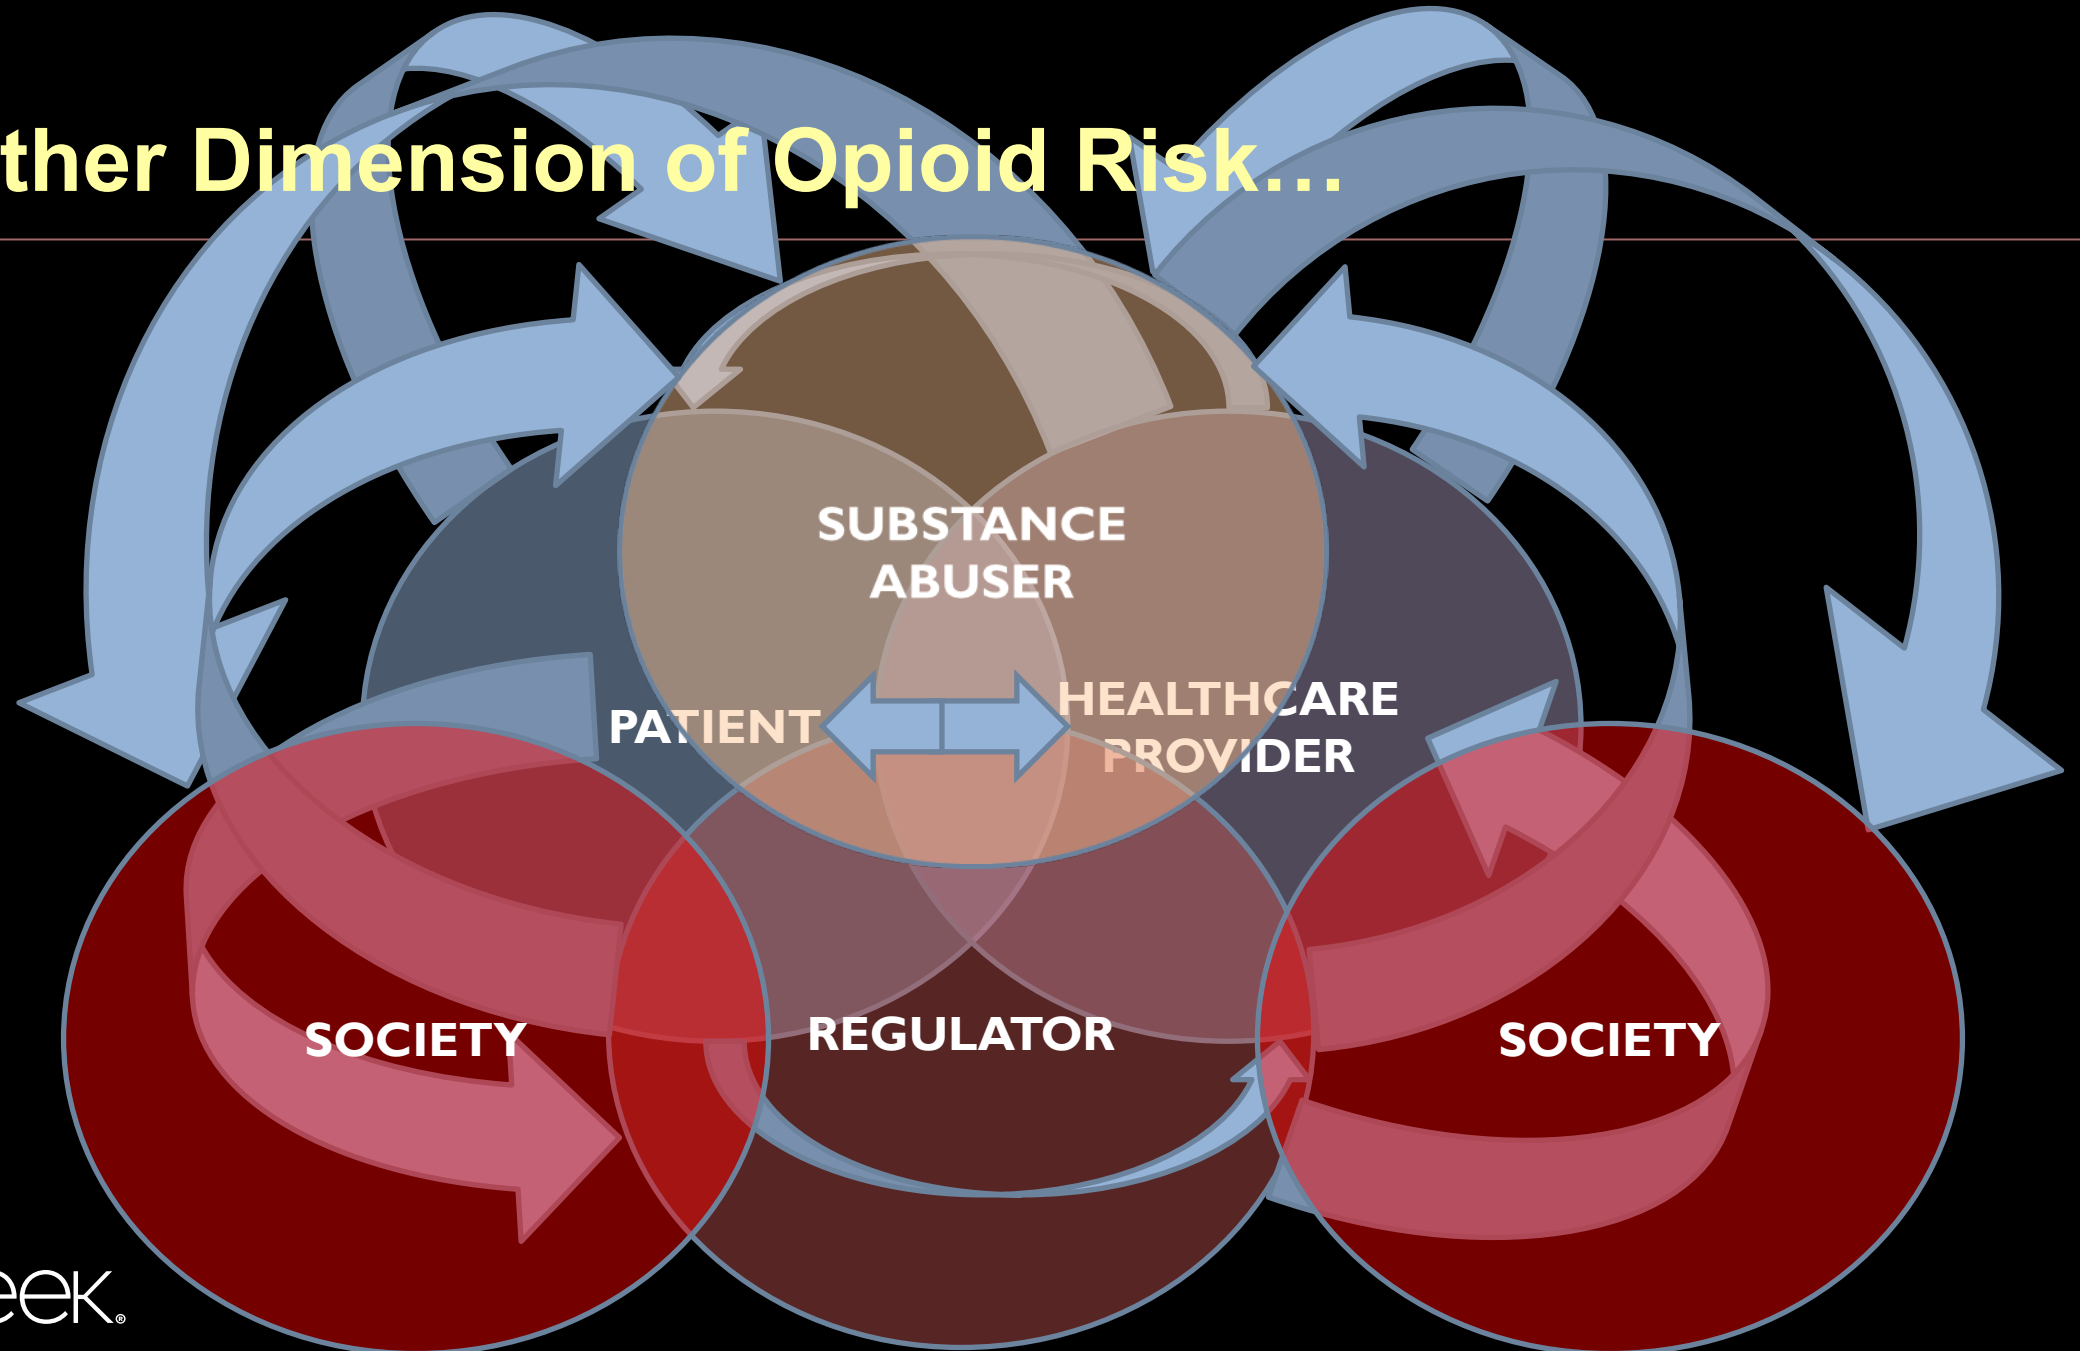 ther Dimension of Opioid Risk…
SUBSTANCE
ABUSER
PATIENT
HEALTHCARE
PROVIDER
SOCIETY
REGULATOR
SOCIETY
eek®